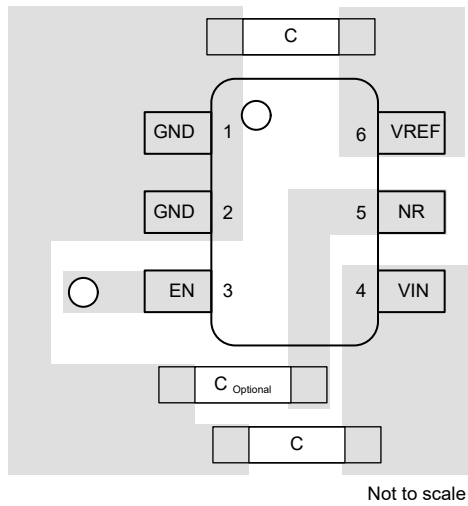 C
GND 1 6 VREF
GND 2 5 NR
EN 3 4 VIN
C Optional
C
Not to scale